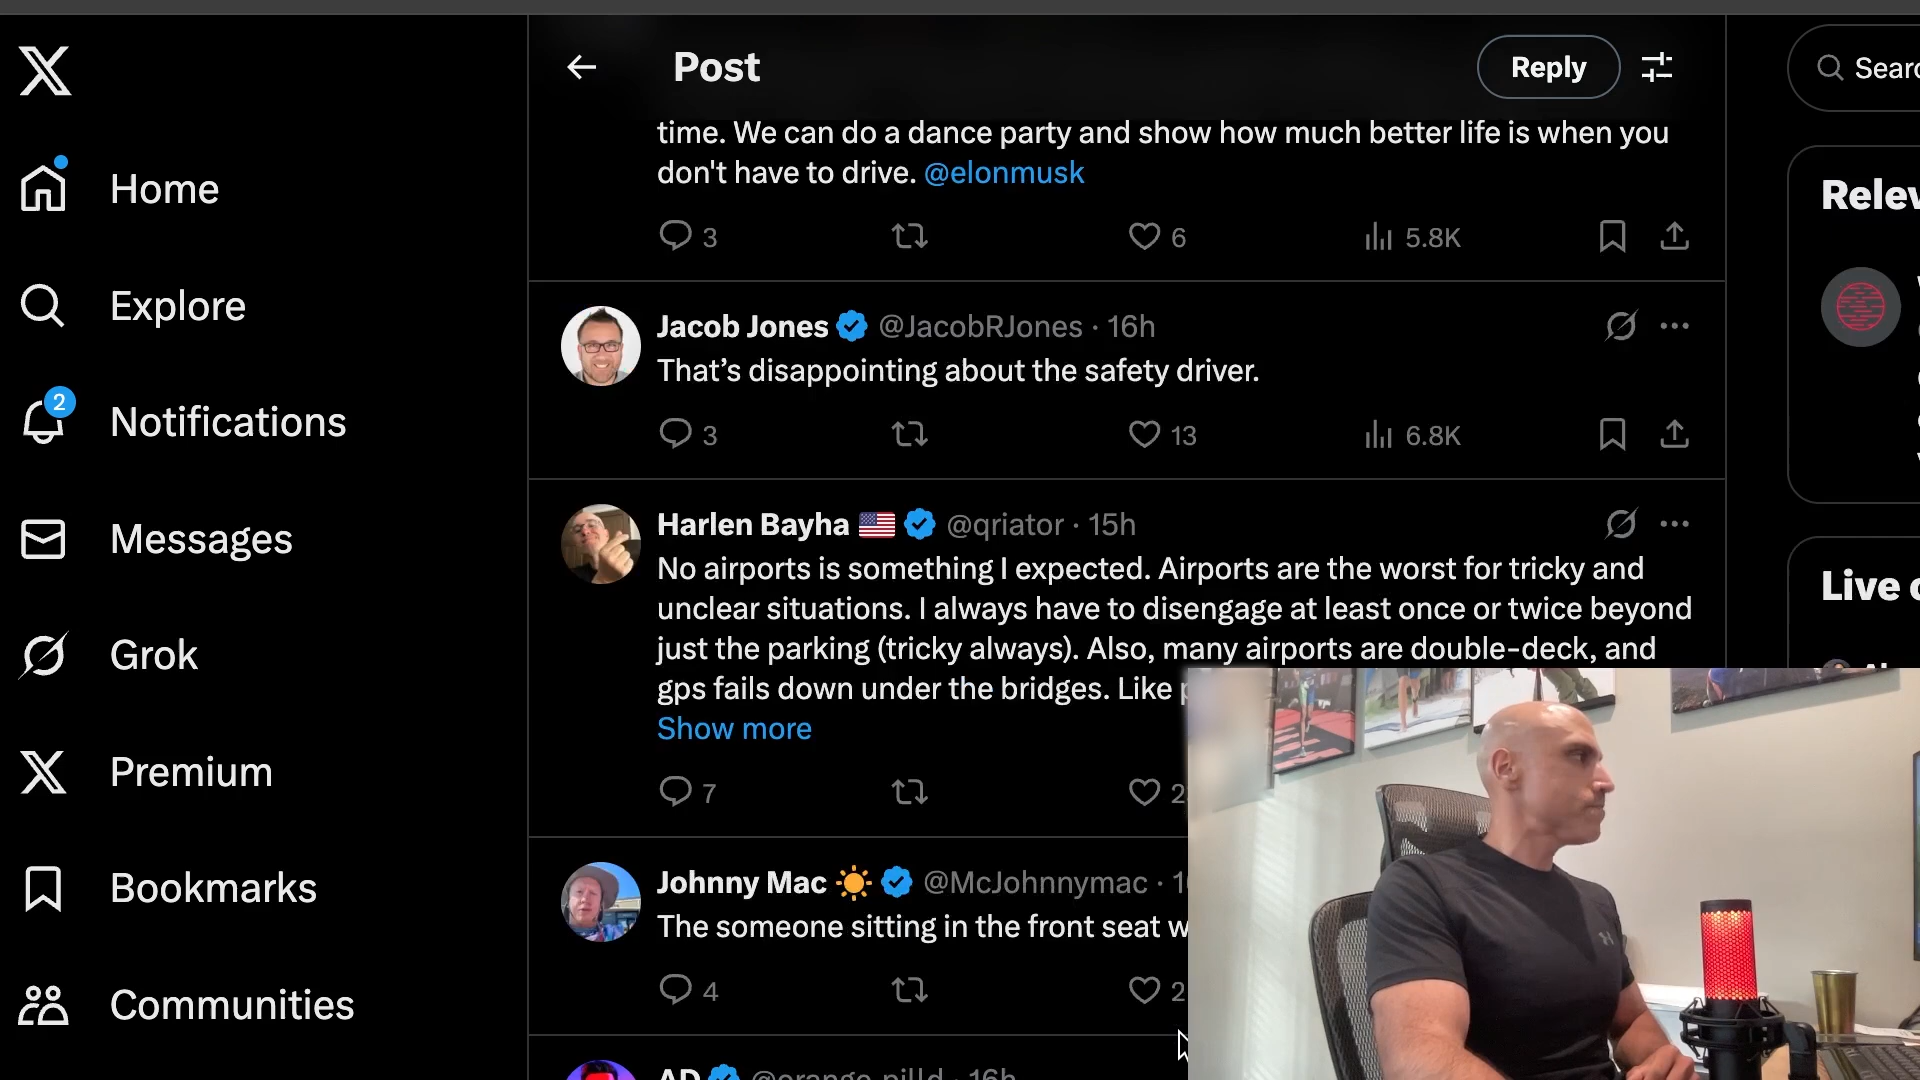 Post
Reply
Home
Explore
2
Notifications
Messages
Grok
Premium
Bookmarks
Communities
time. We can do a dance party and show how much better life is when you
don't have to drive. @elonmusk
3 6 5.8K
Jacob Jones @JacobRJones · 16h
That’s disappointing about the safety driver.
3 13 6.8K
Harlen Bayha @qriator · 15h
No airports is something I expected. Airports are the worst for tricky and
unclear situations. I always have to disengage at least once or twice beyond
just the parking (tricky always). Also, many airports are double-deck, and
gps fails down under the bridges. Like
Show more
7 2
Johnny Mac @McJohnnymac
The someone sitting in the front seat
4 2
AD @orange_pilld · 16h
Live